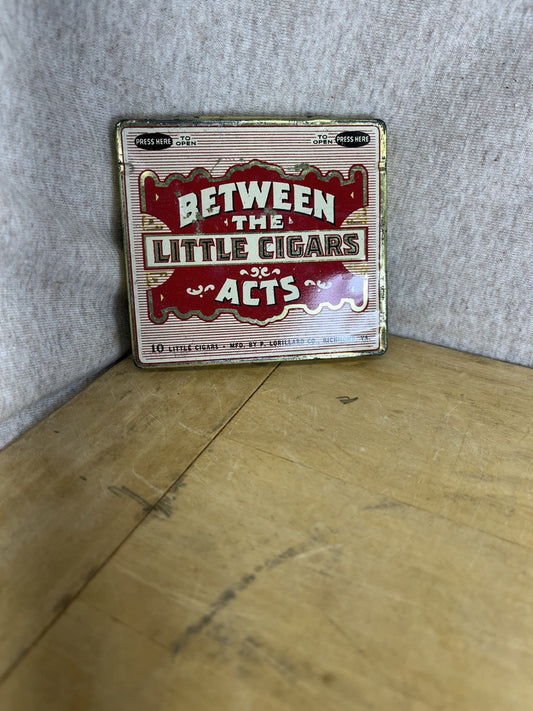 PRESS HERE TO OPEN TO OPEN PRESS HERE
BETWEEN
THE
LITTLE CIGARS
ACTS
10 LITTLE CIGARS • MFD. BY P. LORILLARD CO., VA.